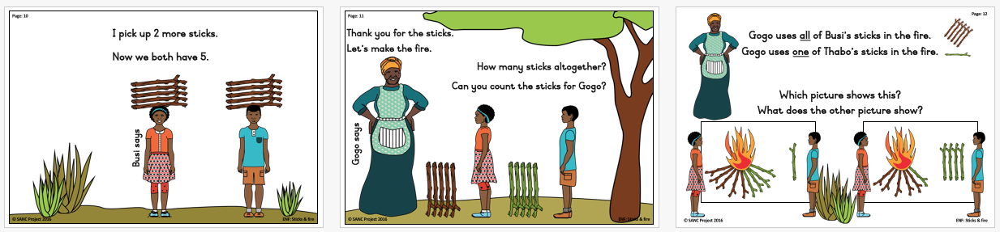 Page: 10
I pick up 2 more sticks.
Now we both have 5.
Busi says
© SANC Project 2016
ENF: Sticks & fire
Page: 11
Thank you for the sticks.
Let's make the fire.
How many sticks altogether?
Can you count the sticks for Gogo?
Gogo says
© SANC Project 2016
ENF: Sticks & fire
Page: 12
Gogo uses all of Busi's sticks in the fire.
Gogo uses one of Thabo's sticks in the fire.
Which picture shows this?
What does the other picture show?
© SANC Project 2016
ENF: Sticks & fire